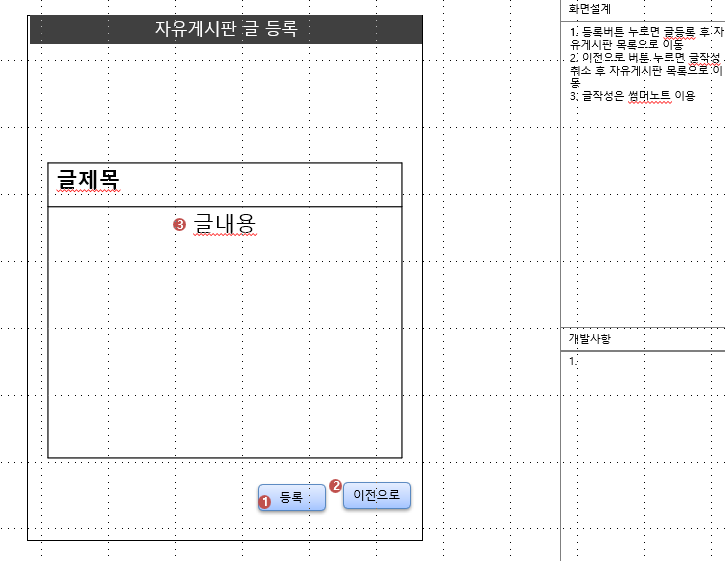 자유게시판 글 등록
글제목
3 글내용
1 등록
2 이전으로
화면설계
1. 등록버튼 누르면 글등록 후 자
유게시판 목록으로 이동
2. 이전으로 버튼 누르면 글작성
취소 후 자유게시판 목록으로 이
동
3. 글작성은 썸머노트 이용
개발사항
1.